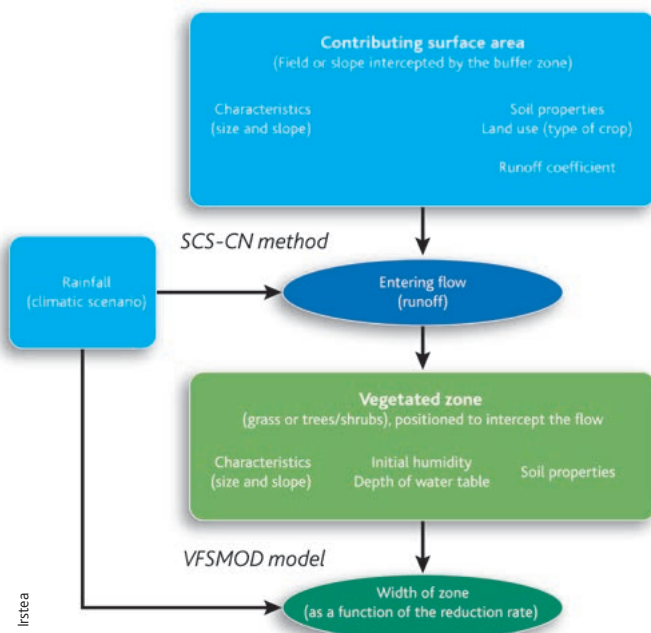 Contributing surface area
(Field or slope intercepted by the buffer zone)
Characteristics
(size and slope)
Soil properties
Land use (type of crop)
Runoff coefficient
SCS-CN method
Rainfall
(climatic scenano)
Entering flow
(runoff)
Vegetated zone
(grass or trees/shrubs), positioned to intercept the flow
Characteristics
(size and slope)
Initial humidity
Depth of water table
Soil properties
VFSMOD model
Width of zone
(as a function of the reduction rate)
Irstea